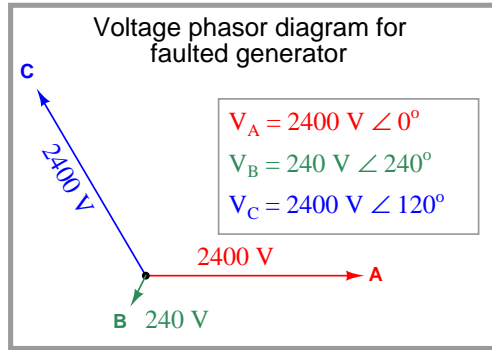 Voltage phasor diagram for
faulted generator
C
V_A = 2400 V ∠ 0°
V_B = 240 V ∠ 240°
V_C = 2400 V ∠ 120°
2400 V
2400 V
A
B
240 V